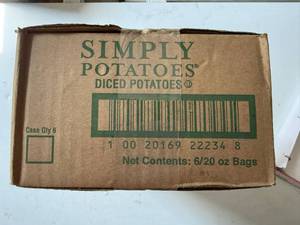 SIMPLY
POTATOES®
DICED POTATOES Ⓤ
Case Qty 6
1 00 20169 22234 8
Net Contents: 6/20 oz Bags